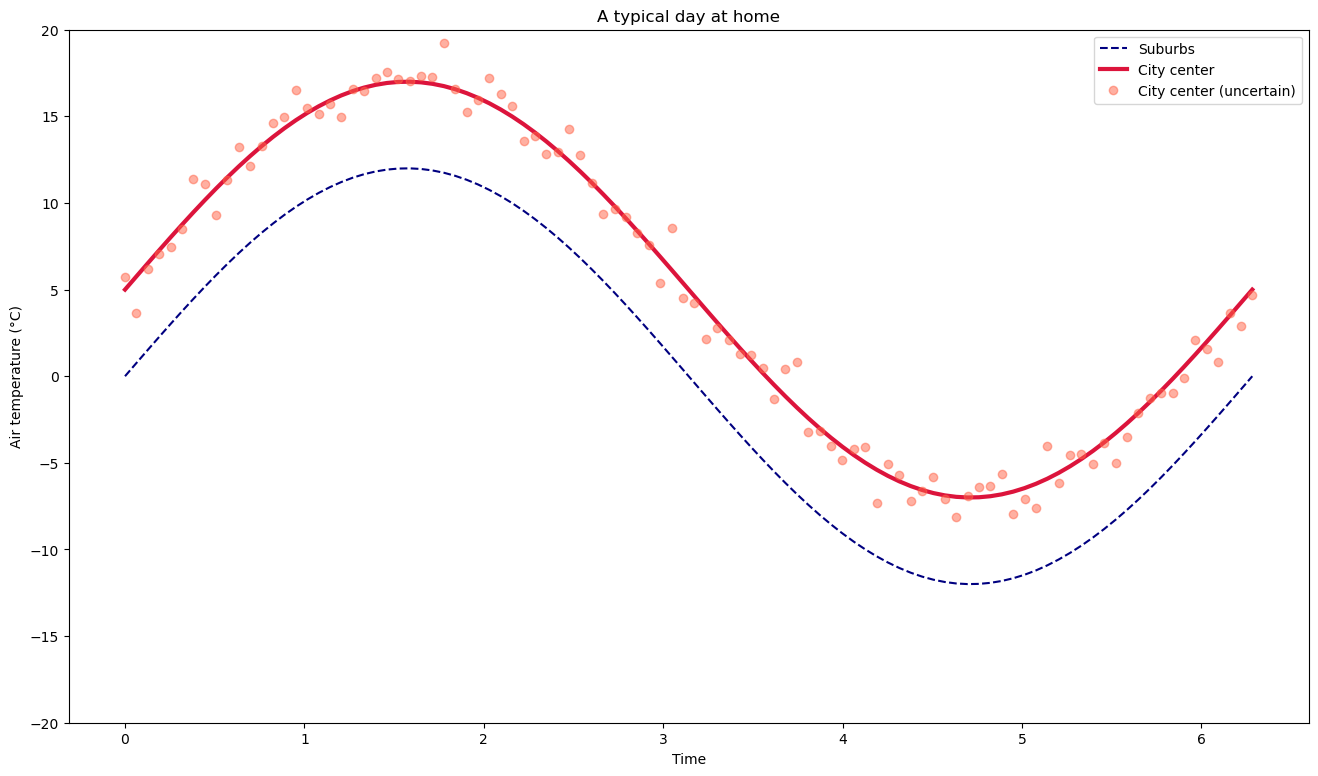 A typical day at home
Suburbs
City center
City center (uncertain)
20
15
10
5
0
−5
−10
−15
−20
Air temperature (°C)
0 1 2 3 4 5 6
Time